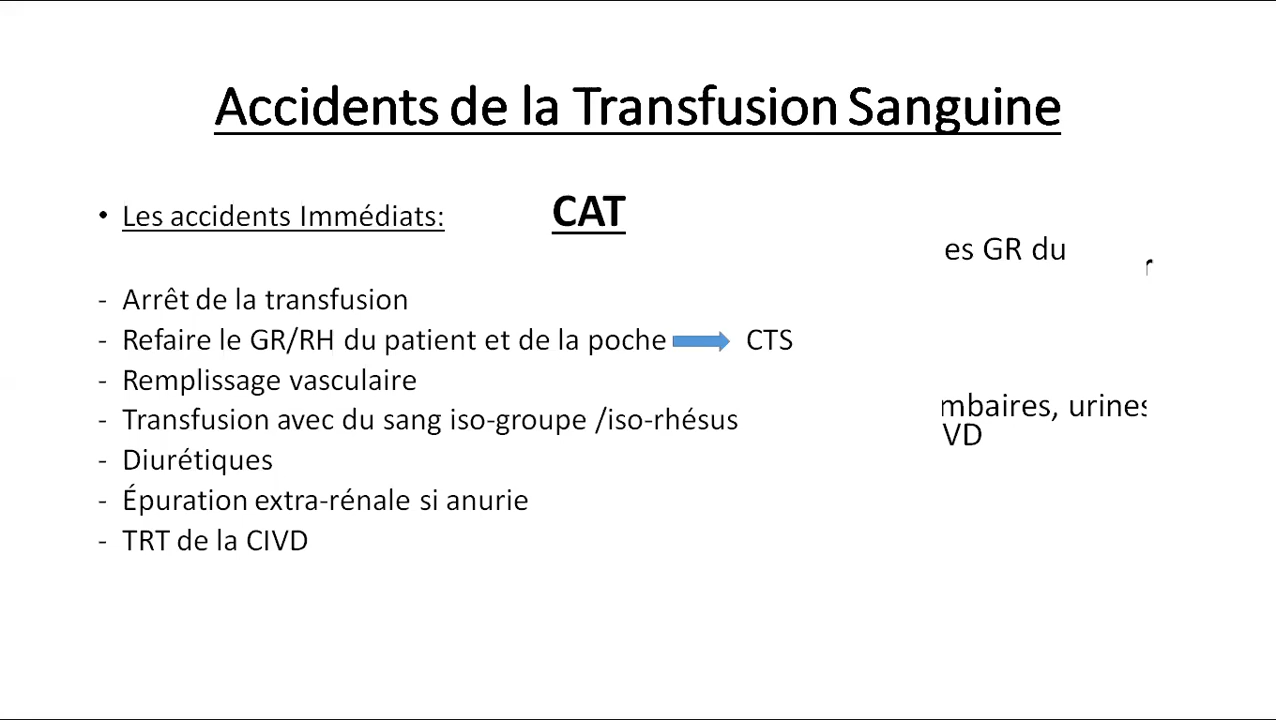 Accidents de la Transfusion Sanguine
• Les accidents Immédiats:
CAT
es GR du
- Arrêt de la transfusion
- Refaire le GR/RH du patient et de la poche CTS
- Remplissage vasculaire
- Transfusion avec du sang iso-groupe /iso-rhésus
mbaires, urines
VD
- Diurétiques
- Épuration extra-rénale si anurie
- TRT de la CIVD